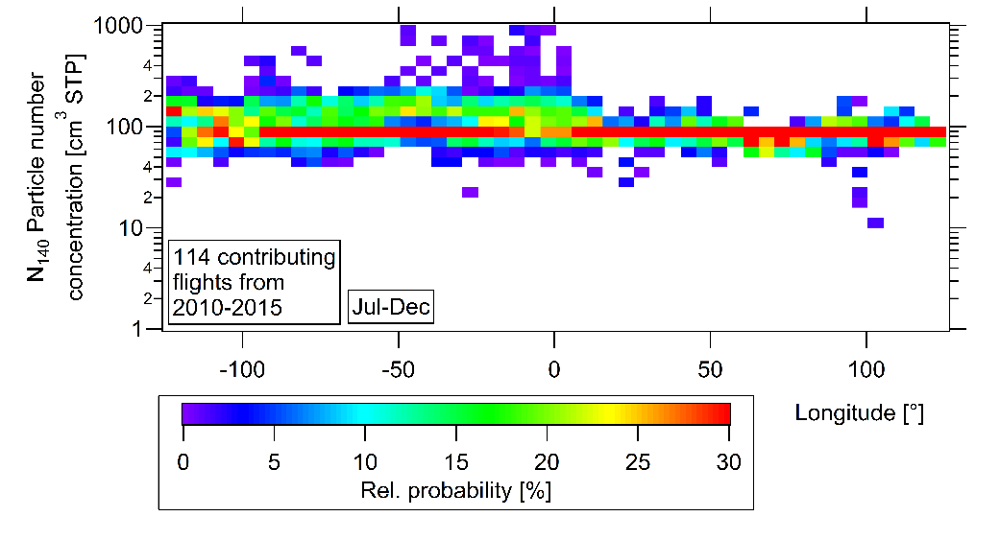 N140 Particle number
concentration [cm3 STP]
1000
4
2
100
4
2
10
4
2
1
114 contributing
flights from
2010-2015
Jul-Dec
-100 -50 0 50 100
Longitude [°]
0 5 10 15 20 25 30
Rel. probability [%]